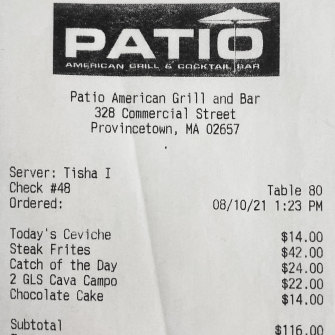 PATIO
AMERICAN GRILL & COCKTAIL BAR
Patio American Grill and Bar
328 Commercial Street
Provincetown, MA 02657
Server: Tisha I
Check #48 Table 80
Ordered: 08/10/21 1:23 PM
Today's Ceviche $14.00
Steak Frites $42.00
Catch of the Day $24.00
2 GLS Cava Campo $22.00
Chocolate Cake $14.00
Subtotal $116.00